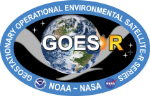 GEOSTATIONARY OPERATIONAL ENVIRONMENTAL SATELLITE-R SERIES
GOES R
NOAA ~ NASA